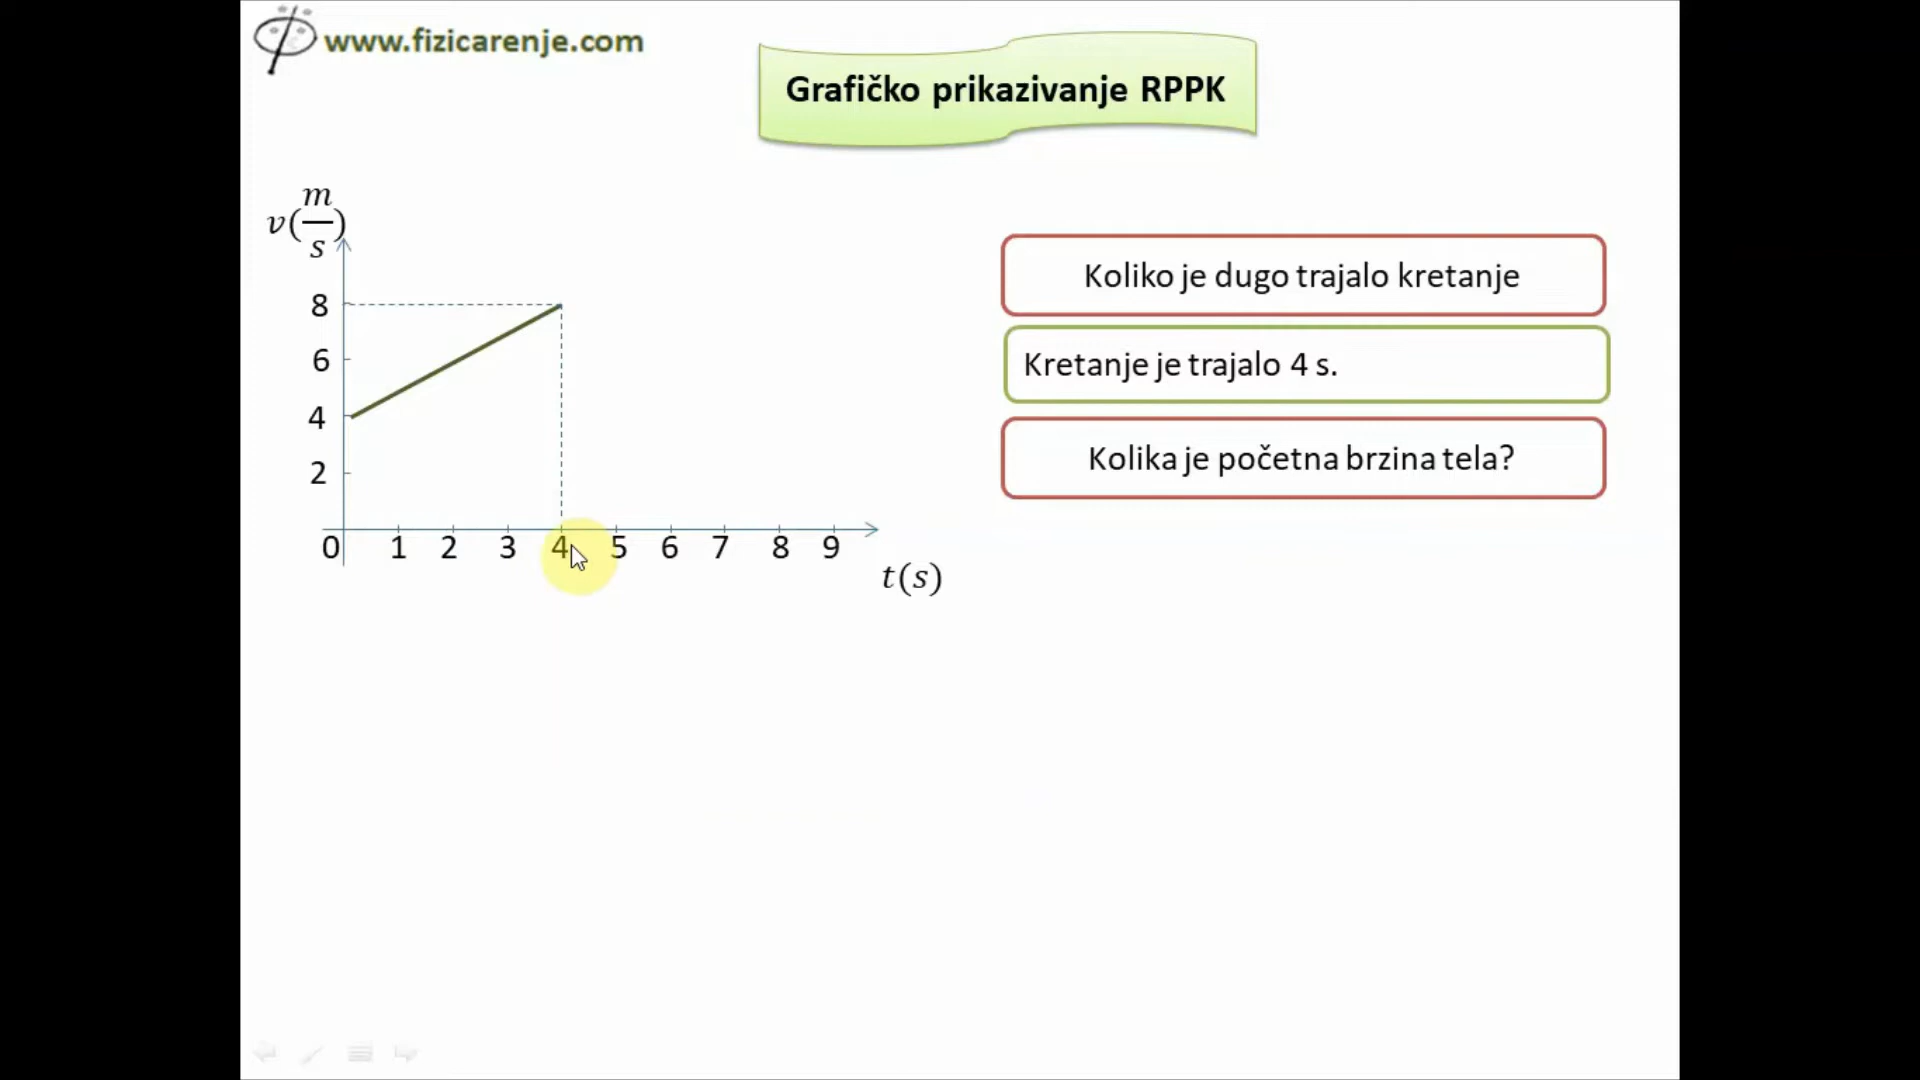 www.fizicarenje.com
Grafičko prikazivanje RPPK
v(m/s)
8
6
4
2
0 1 2 3 4 5 6 7 8 9
t(s)
Koliko je dugo trajalo kretanje
Kretanje je trajalo 4 s.
Kolika je početna brzina tela?